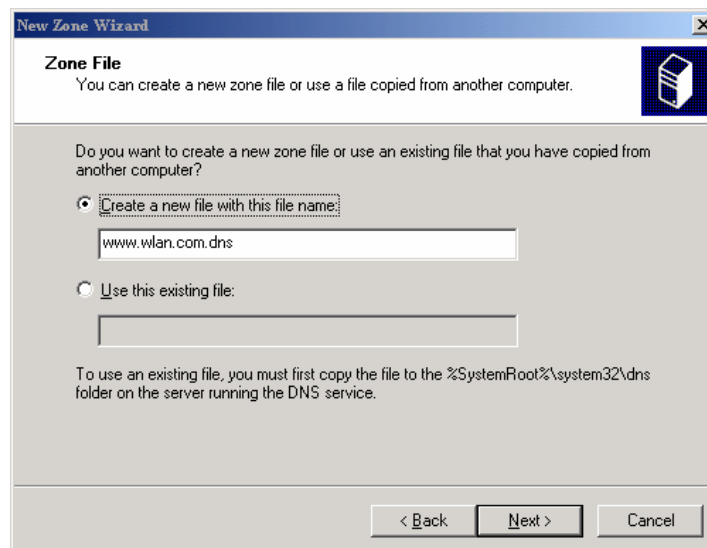 New Zone Wizard
Zone File
You can create a new zone file or use a file copied from another computer.
Do you want to create a new zone file or use an existing file that you have copied from
another computer?
Create a new file with this file name:
www.wlan.com.dns
Use this existing file:
To use an existing file, you must first copy the file to the %SystemRoot%\system32\dns
folder on the server running the DNS service.
< Back
Next >
Cancel